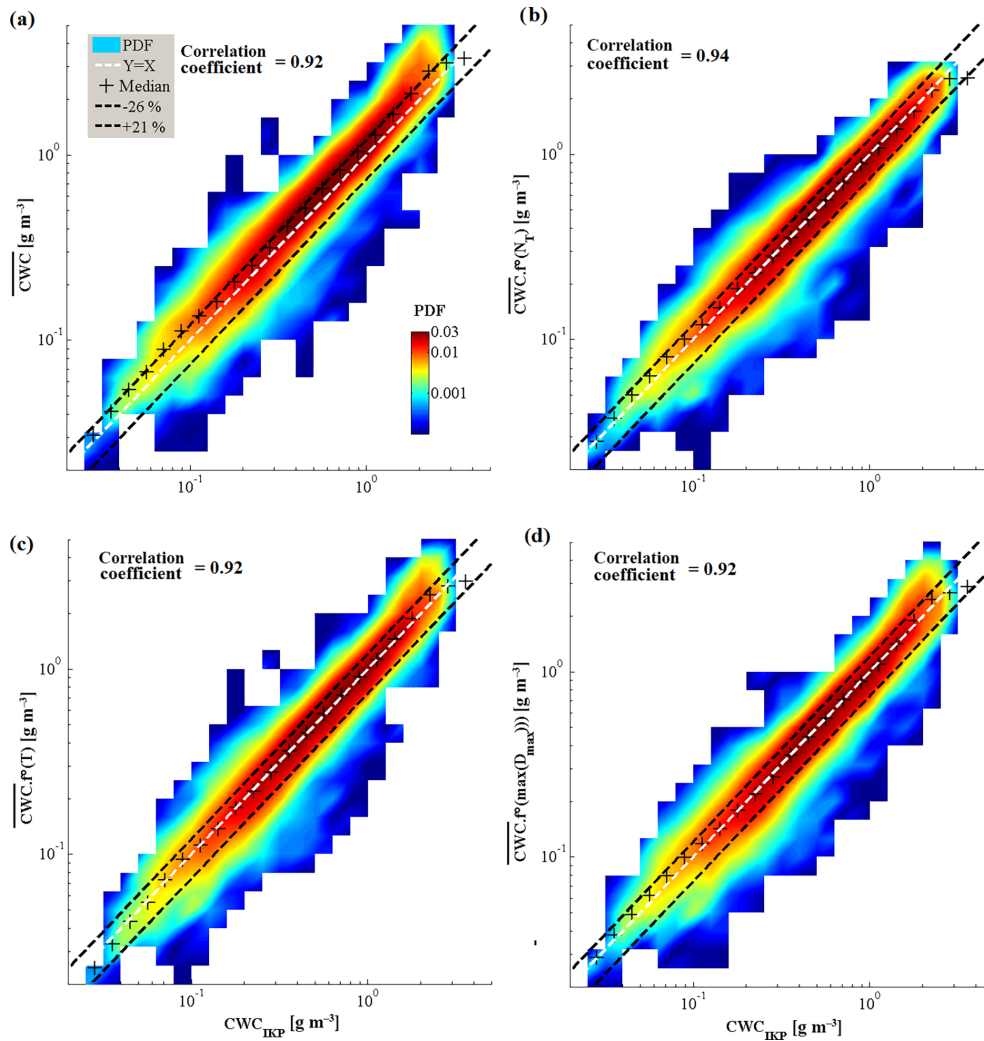 (a)
PDF
Y=X
Median
-26 %
+21 %
Correlation
coefficient = 0.92
10⁰
10⁻¹
CWC [g m⁻³]
PDF
0.03
0.01
0.001
10⁻¹
10⁰
(b)
Correlation
coefficient = 0.94
10⁰
10⁻¹
CWC.f°(N_T) [g m⁻³]
10⁻¹
10⁰
(c)
Correlation
coefficient = 0.92
10⁰
10⁻¹
CWC.f°(T) [g m⁻³]
10⁻¹
10⁰
CWC_IKP [g m⁻³]
(d)
Correlation
coefficient = 0.92
10⁰
10⁻¹
CWC.f°(max(D_max))) [g m⁻³]
10⁻¹
10⁰
CWC_IKP [g m⁻³]